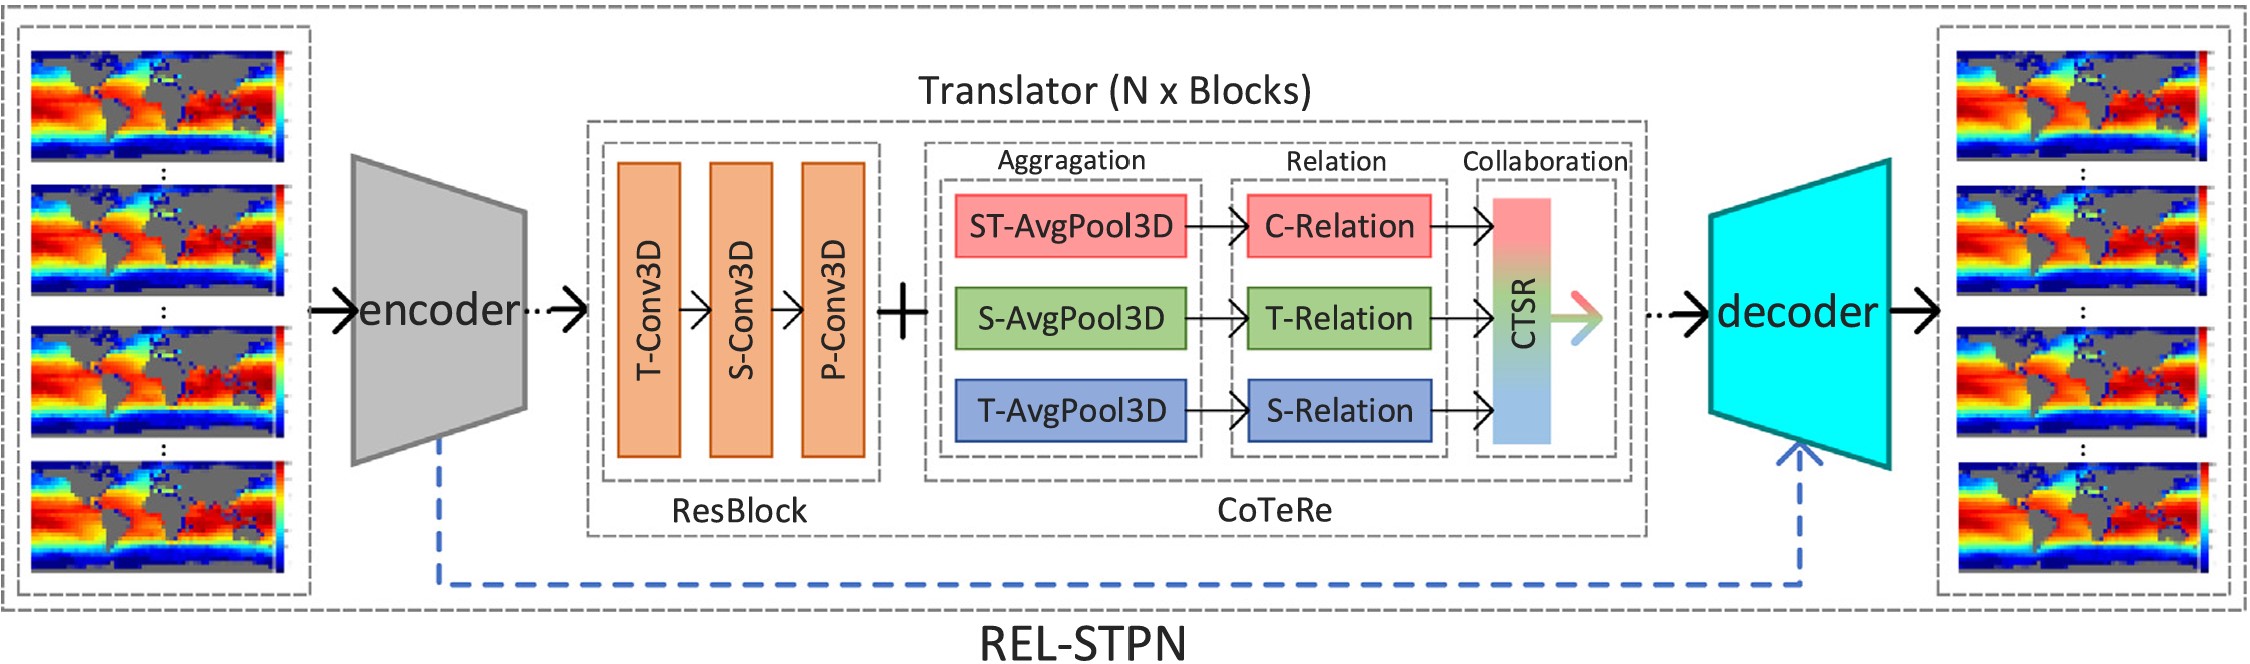 Translator (N x Blocks)
Aggragation
Relation
Collaboration
encoder
T-Conv3D
S-Conv3D
P-Conv3D
+
ST-AvgPool3D
C-Relation
S-AvgPool3D
T-Relation
T-AvgPool3D
S-Relation
CTSR
decoder
ResBlock
CoTeRe
REL-STPN